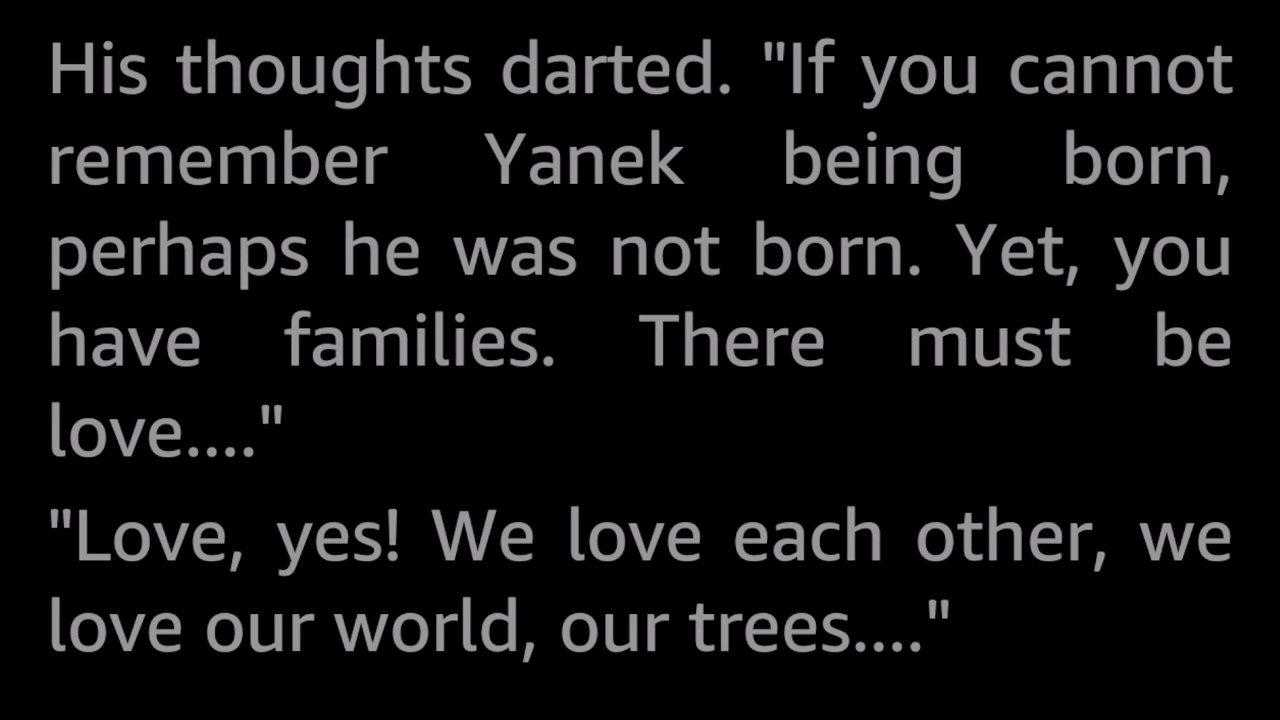 His thoughts darted. "If you cannot
remember Yanek being born,
perhaps he was not born. Yet, you
have families. There must be
love...."
"Love, yes! We love each other, we
love our world, our trees...."